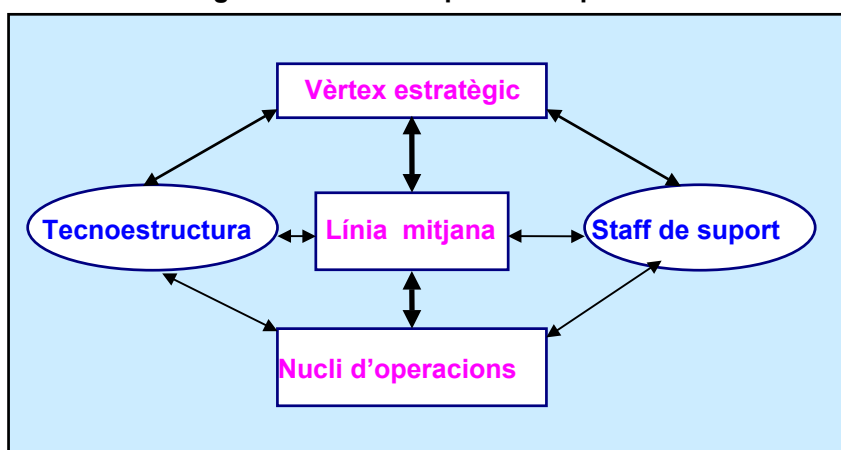 Vèrtex estratègic
Tecnoestructura
Línia mitjana
Staff de suport
Nucli d’operacions